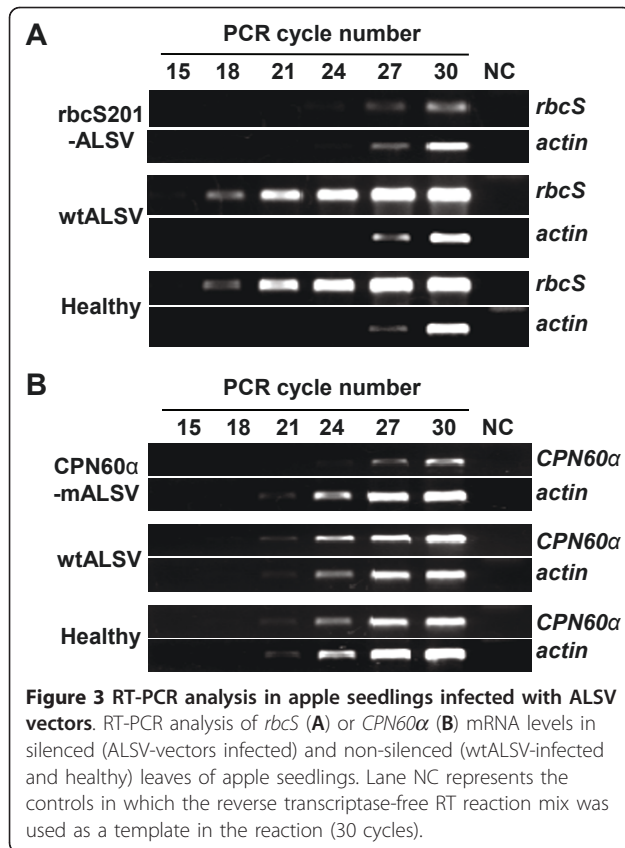 A
PCR cycle number
15 18 21 24 27 30 NC
rbcS201
-ALSV
rbcS
actin
wtALSV
rbcS
actin
Healthy
rbcS
actin
B
PCR cycle number
15 18 21 24 27 30 NC
CPN60α
-mALSV
CPN60α
actin
wtALSV
CPN60α
actin
Healthy
CPN60α
actin
Figure 3 RT-PCR analysis in apple seedlings infected with ALSV
vectors. RT-PCR analysis of rbcS (A) or CPN60α (B) mRNA levels in
silenced (ALSV-vectors infected) and non-silenced (wtALSV-infected
and healthy) leaves of apple seedlings. Lane NC represents the
controls in which the reverse transcriptase-free RT reaction mix was
used as a template in the reaction (30 cycles).